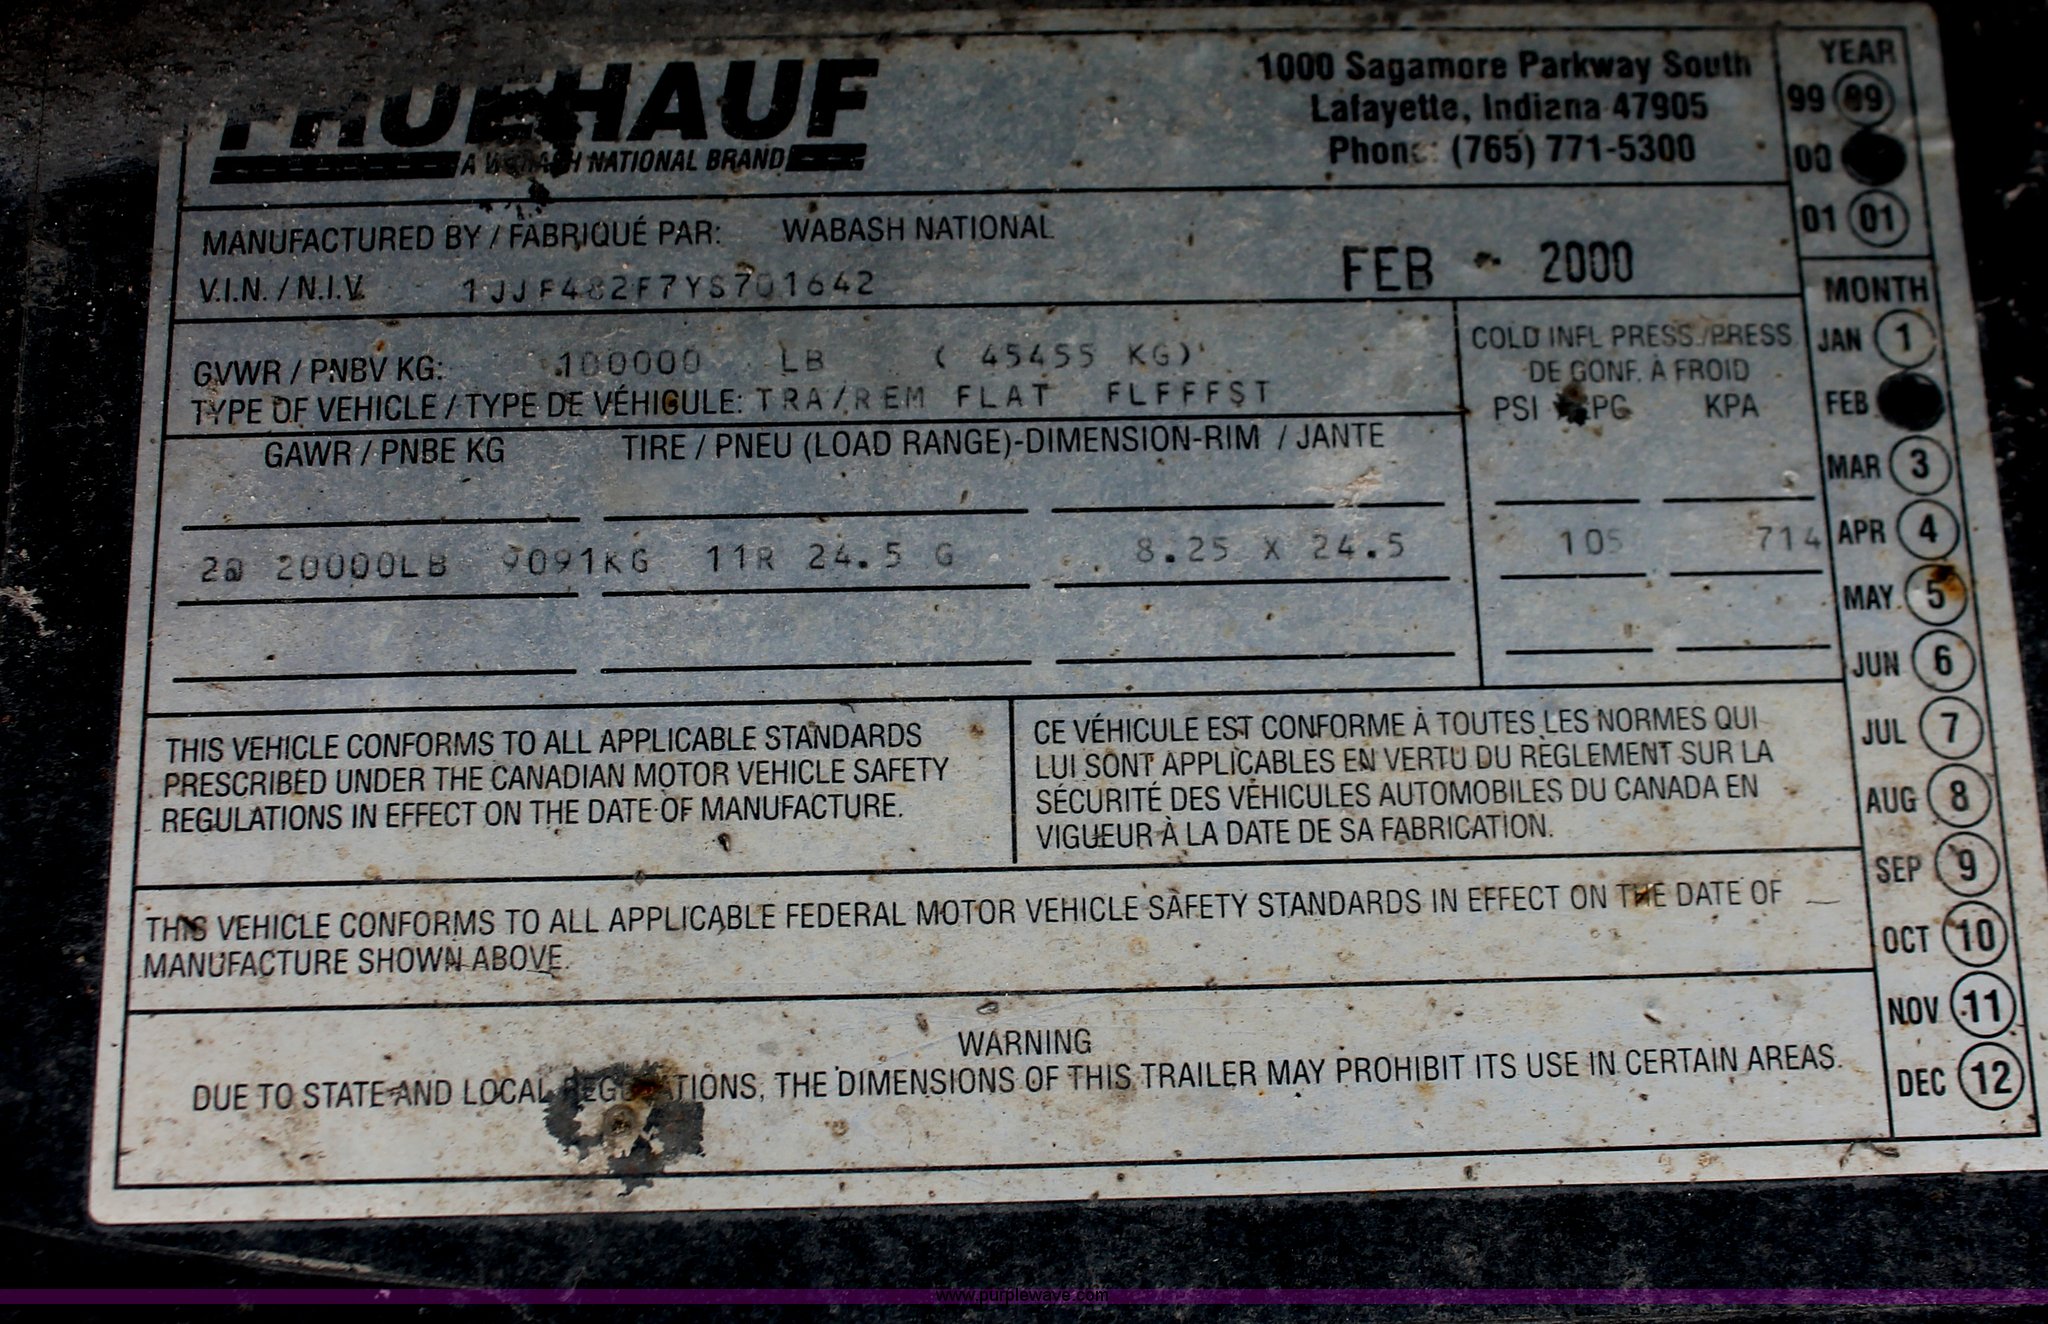 FRUEHAUF
A WABASH NATIONAL BRAND
1000 Sagamore Parkway South
Lafayette, Indiana 47905
Phone: (765) 771-5300
MANUFACTURED BY / FABRIQUÉ PAR: WABASH NATIONAL
V.I.N. / N.I.V. 1JJF482F7YS701642
FEB 2000
GVWR / PNBV KG: 100000 LB ( 45455 KG)
TYPE OF VEHICLE / TYPE DE VÉHICULE: TRA/REM FLAT FLFFFST
COLD INFL PRESS./PRESS
DE GONF. À FROID
PSI KPA
GAWR / PNBE KG TIRE / PNEU (LOAD RANGE)-DIMENSION-RIM / JANTE
20000LB 9091KG 11R 24.5 G 8.25 X 24.5 105 714
THIS VEHICLE CONFORMS TO ALL APPLICABLE STANDARDS
PRESCRIBED UNDER THE CANADIAN MOTOR VEHICLE SAFETY
REGULATIONS IN EFFECT ON THE DATE OF MANUFACTURE.
CE VÉHICULE EST CONFORME À TOUTES LES NORMES QUI
LUI SONT APPLICABLES EN VERTU DU RÈGLEMENT SUR LA
SÉCURITÉ DES VÉHICULES AUTOMOBILES DU CANADA EN
VIGUEUR À LA DATE DE SA FABRICATION.
THIS VEHICLE CONFORMS TO ALL APPLICABLE FEDERAL MOTOR VEHICLE SAFETY STANDARDS IN EFFECT ON THE DATE OF
MANUFACTURE SHOWN ABOVE.
WARNING
DUE TO STATE AND LOCAL REGULATIONS, THE DIMENSIONS OF THIS TRAILER MAY PROHIBIT ITS USE IN CERTAIN AREAS.
YEAR
99 99
00
01 01
MONTH
JAN 1
FEB
MAR 3
APR 4
MAY 5
JUN 6
JUL 7
AUG 8
SEP 9
OCT 10
NOV 11
DEC 12
www.purplewave.com